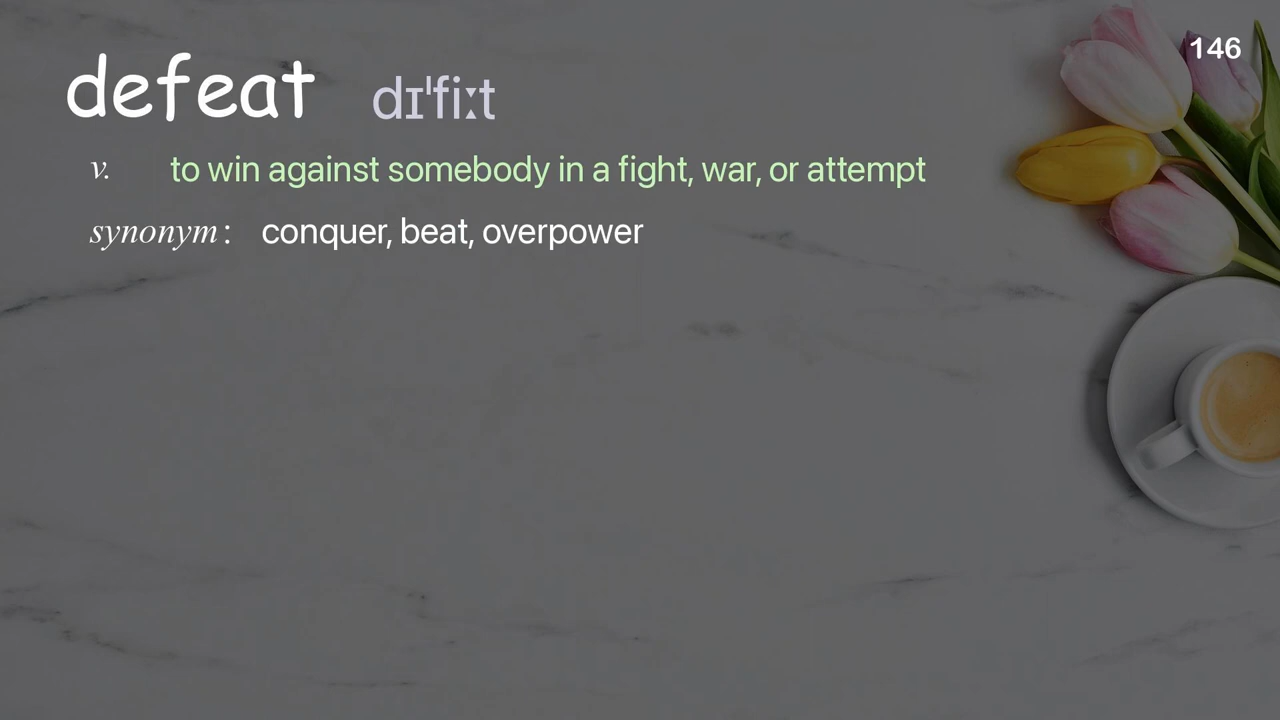 146
defeat dɪˈfiːt
v. to win against somebody in a fight, war, or attempt
synonym: conquer, beat, overpower